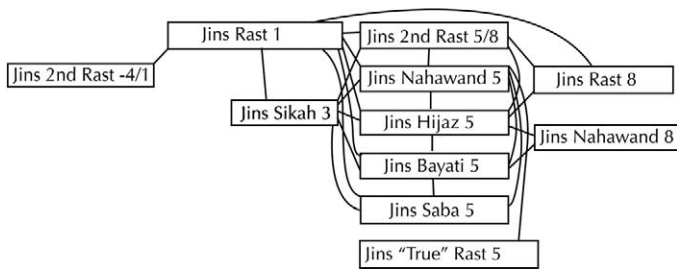 Jins Rast 1
Jins 2nd Rast 5/8
Jins 2nd Rast -4/1
Jins Nahawand 5
Jins Rast 8
Jins Sikah 3
Jins Hijaz 5
Jins Nahawand 8
Jins Bayati 5
Jins Saba 5
Jins "True" Rast 5